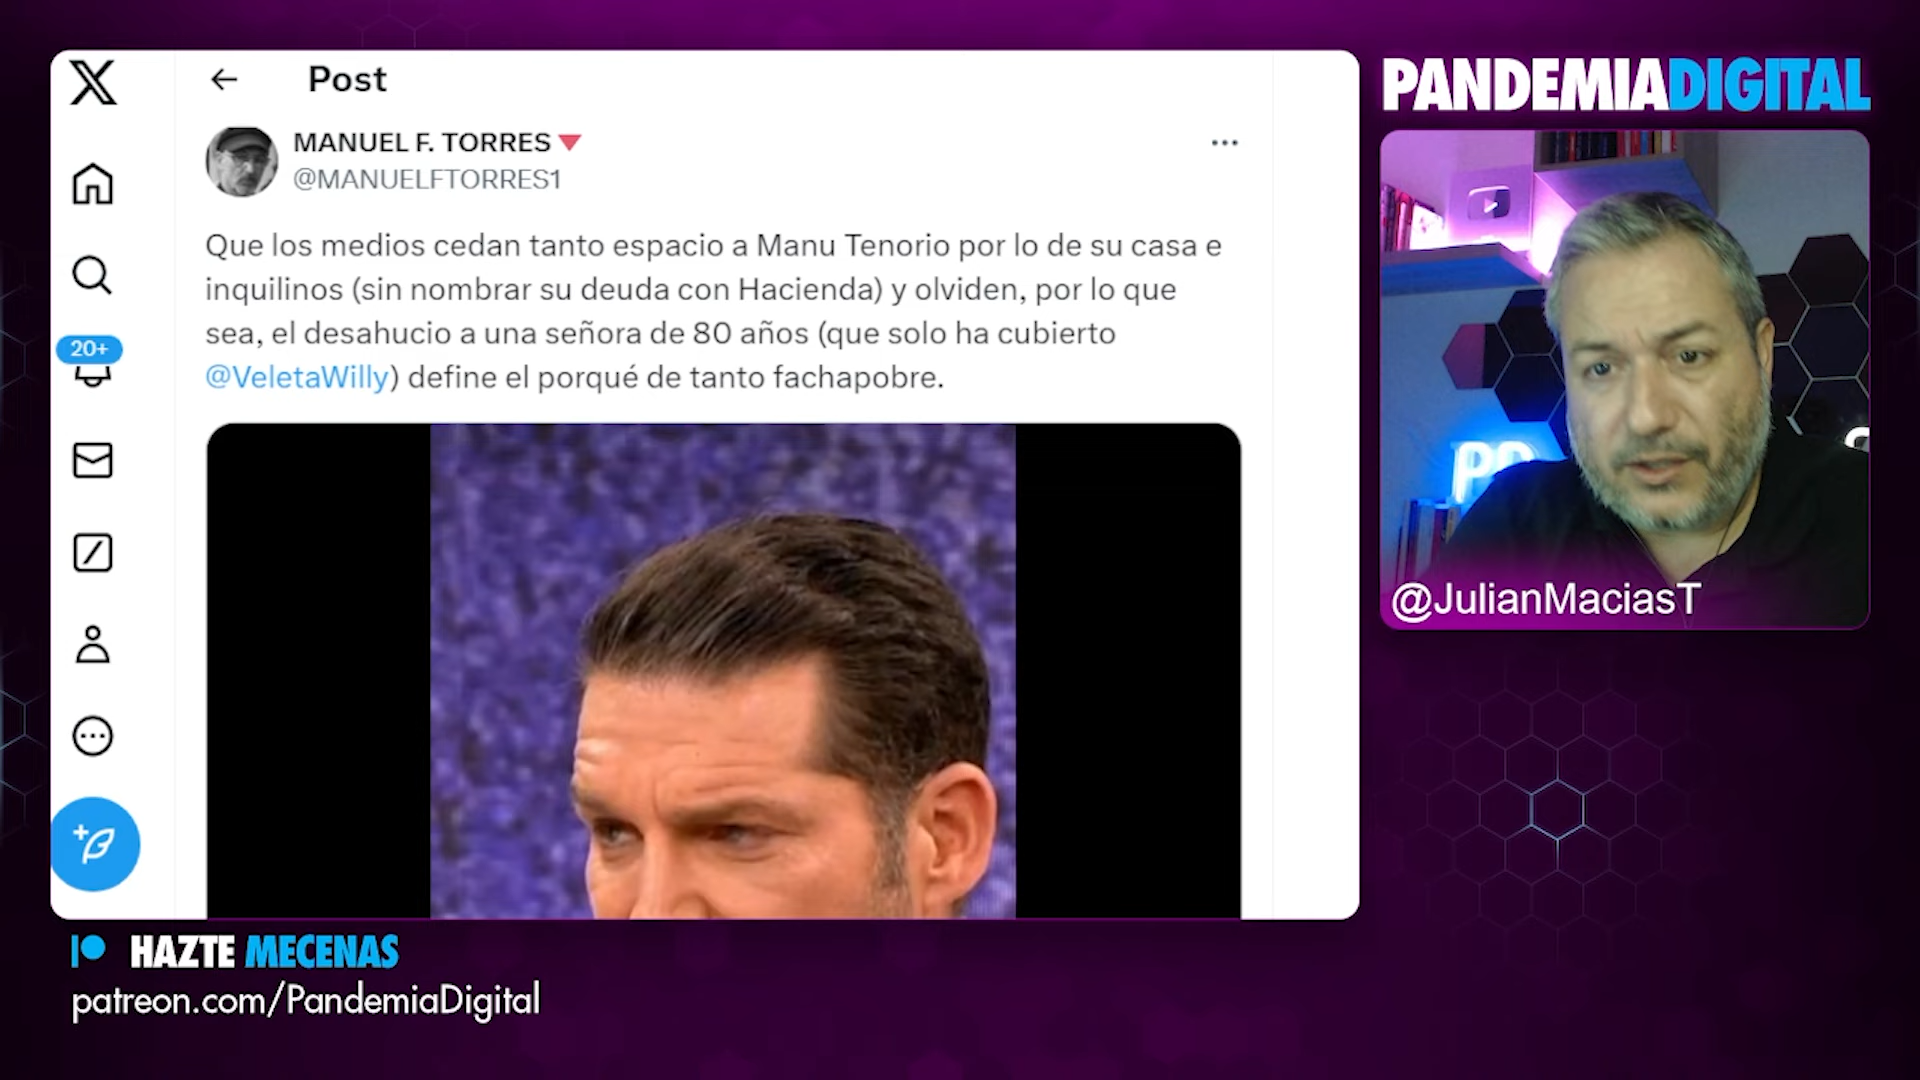 Post
MANUEL F. TORRES
@MANUELFTORRES1
Que los medios cedan tanto espacio a Manu Tenorio por lo de su casa e
inquilinos (sin nombrar su deuda con Hacienda) y olviden, por lo que
sea, el desahucio a una señora de 80 años (que solo ha cubierto
@VeletaWilly) define el porqué de tanto fachapobre.
20+
PANDEMIADIGITAL
PD
@JulianMaciasT
HAZTE MECENAS
patreon.com/PandemiaDigital